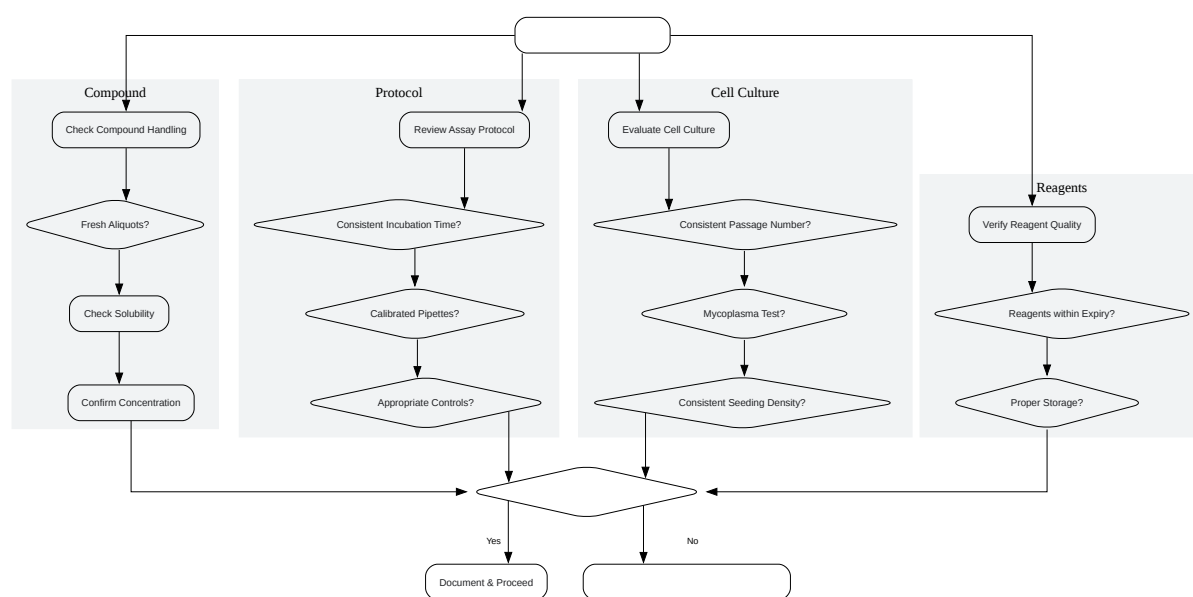 Compound
Protocol
Cell Culture
Check Compound Handling
Review Assay Protocol
Evaluate Cell Culture
Reagents
Fresh Aliquots?
Consistent Incubation Time?
Consistent Passage Number?
Verify Reagent Quality
Check Solubility
Calibrated Pipettes?
Mycoplasma Test?
Reagents within Expiry?
Confirm Concentration
Appropriate Controls?
Consistent Seeding Density?
Proper Storage?
Yes
No
Document & Proceed